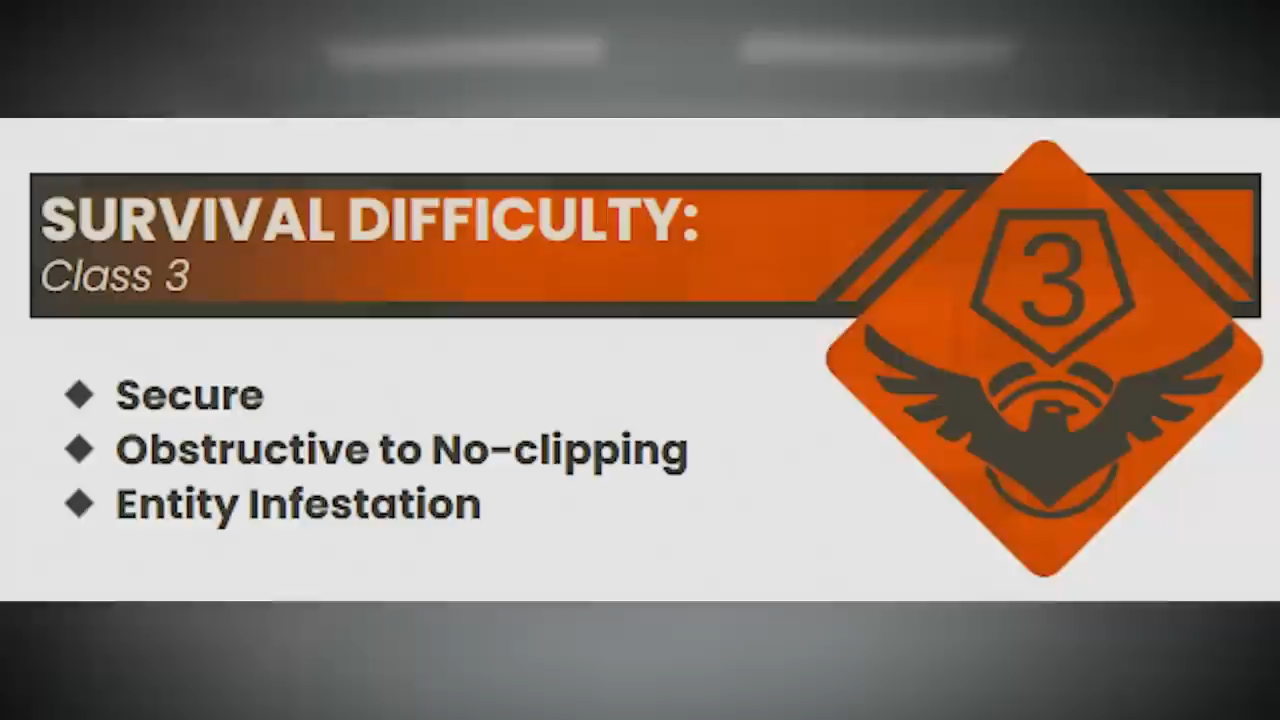 SURVIVAL DIFFICULTY:
Class 3
3
Secure
Obstructive to No-clipping
Entity Infestation